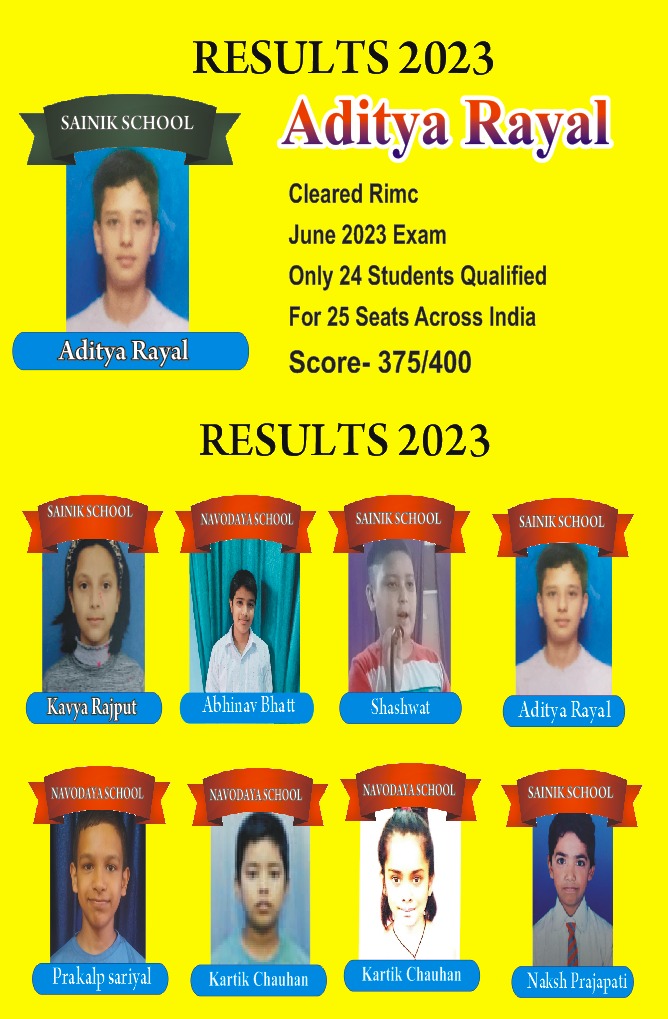 RESULTS 2023
SAINIK SCHOOL
Aditya Rayal
Aditya Rayal
Cleared Rimc
June 2023 Exam
Only 24 Students Qualified
For 25 Seats Across India
Score- 375/400
RESULTS 2023
SAINIK SCHOOL
NAVODAYA SCHOOL
SAINIK SCHOOL
SAINIK SCHOOL
Kavya Rajput
Abhinav Bhatt
Shashwat
Aditya Rayal
NAVODAYA SCHOOL
NAVODAYA SCHOOL
NAVODAYA SCHOOL
SAINIK SCHOOL
Prakalp sariyal
Kartik Chauhan
Kartik Chauhan
Naksh Prajapati